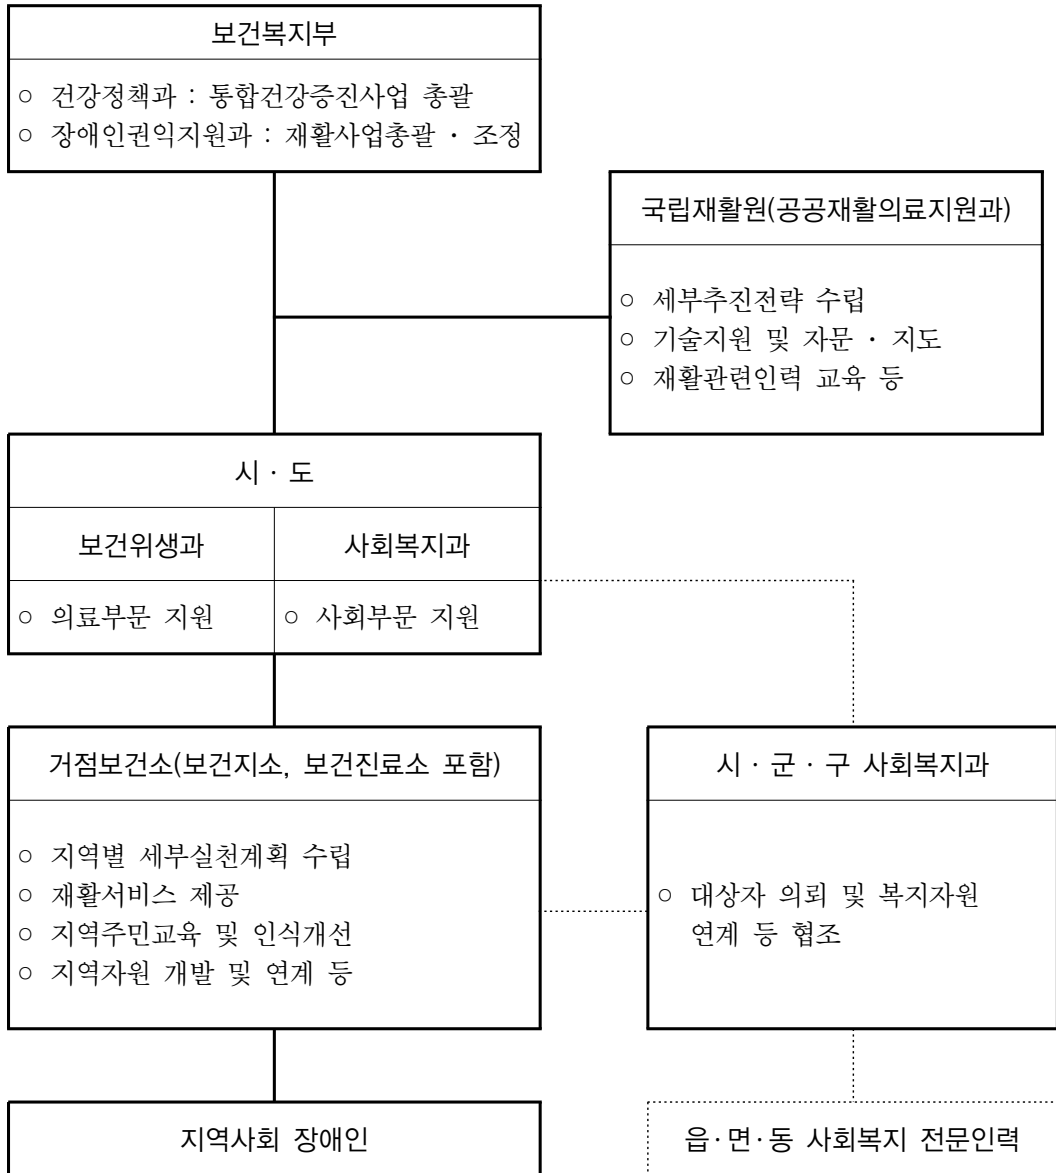 보건복지부
○ 건강정책과 : 통합건강증진사업 총괄
○ 장애인권익지원과 : 재활사업총괄 · 조정
국립재활원(공공재활의료지원과)
○ 세부추진전략 수립
○ 기술지원 및 자문 · 지도
○ 재활관련인력 교육 등
시 · 도
보건위생과
사회복지과
○ 의료부문 지원
○ 사회부문 지원
거점보건소(보건지소, 보건진료소 포함)
○ 지역별 세부실천계획 수립
○ 재활서비스 제공
○ 지역주민교육 및 인식개선
○ 지역자원 개발 및 연계 등
시 · 군 · 구 사회복지과
○ 대상자 의뢰 및 복지자원
연계 등 협조
지역사회 장애인
읍·면·동 사회복지 전문인력